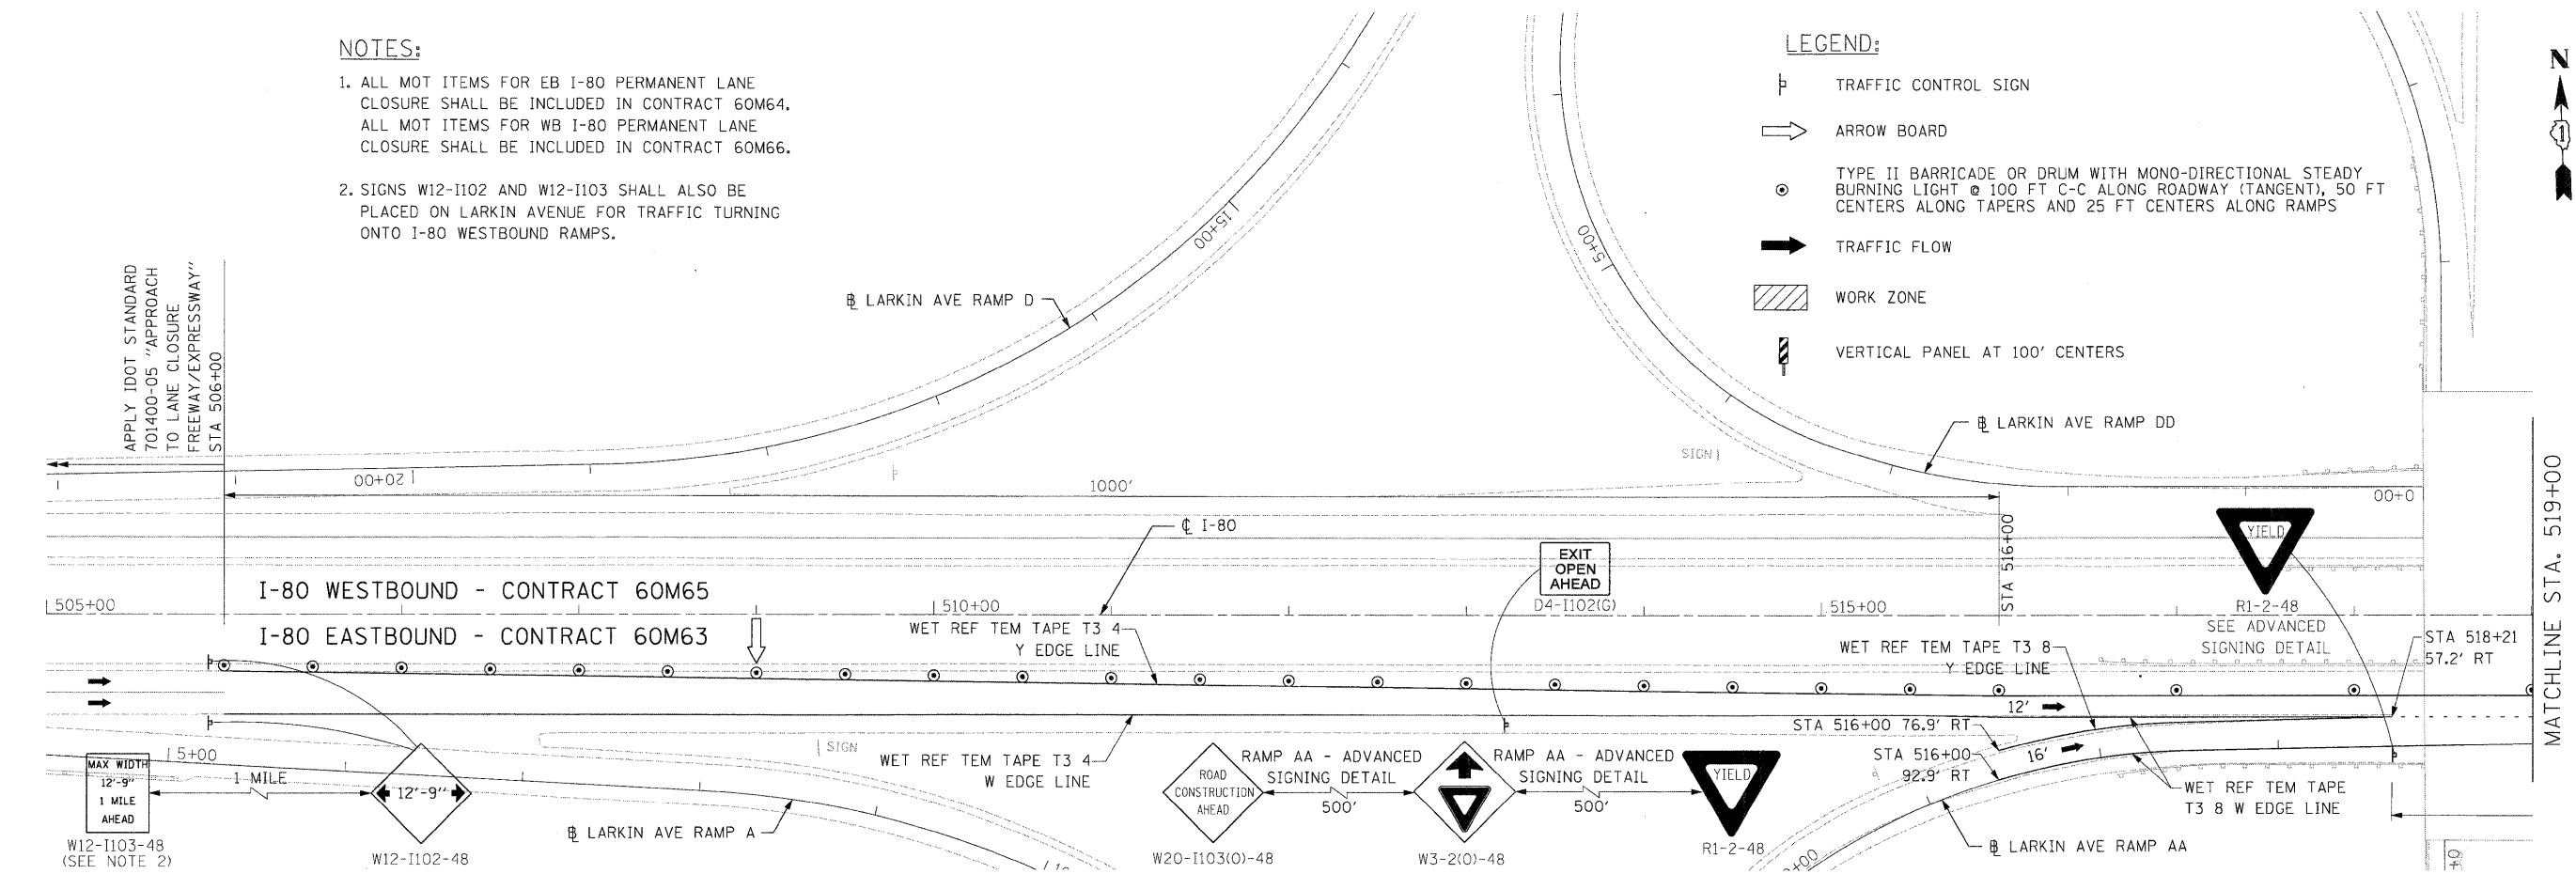 NOTES:
1. ALL MOT ITEMS FOR EB I-80 PERMANENT LANE
CLOSURE SHALL BE INCLUDED IN CONTRACT 60M64.
ALL MOT ITEMS FOR WB I-80 PERMANENT LANE
CLOSURE SHALL BE INCLUDED IN CONTRACT 60M66.
2. SIGNS W12-I102 AND W12-I103 SHALL ALSO BE
PLACED ON LARKIN AVENUE FOR TRAFFIC TURNING
ONTO I-80 WESTBOUND RAMPS.
LEGEND:
TRAFFIC CONTROL SIGN
ARROW BOARD
TYPE II BARRICADE OR DRUM WITH MONO-DIRECTIONAL STEADY
BURNING LIGHT @ 100 FT C-C ALONG ROADWAY (TANGENT), 50 FT
CENTERS ALONG TAPERS AND 25 FT CENTERS ALONG RAMPS
TRAFFIC FLOW
WORK ZONE
VERTICAL PANEL AT 100' CENTERS
N
1
APPLY IDOT STANDARD
701400-05 "APPROACH
TO LANE CLOSURE
FREEWAY/EXPRESSWAY"
STA 506+00
15+00
5+00
℄ LARKIN AVE RAMP D
℄ LARKIN AVE RAMP DD
SIGN
00+02
1000'
00+0
℄ I-80
STA 516+00
EXIT
OPEN
AHEAD
D4-I102(G)
YIELD
R1-2-48
SEE ADVANCED
SIGNING DETAIL
I-80 WESTBOUND - CONTRACT 60M65
505+00
510+00
515+00
I-80 EASTBOUND - CONTRACT 60M63
WET REF TEM TAPE T3 4
Y EDGE LINE
WET REF TEM TAPE T3 8
Y EDGE LINE
STA 518+21
57.2' RT
MATCHLINE STA. 519+00
12'
STA 516+00 76.9' RT
STA 516+00
92.9' RT
16'
WET REF TEM TAPE
T3 8 W EDGE LINE
5+00
SIGN
WET REF TEM TAPE T3 4
W EDGE LINE
MAX WIDTH
12'-9"
1 MILE
AHEAD
W12-I103-48
(SEE NOTE 2)
1 MILE
12'-9"
W12-I102-48
℄ LARKIN AVE RAMP A
ROAD
CONSTRUCTION
AHEAD
W20-I103(O)-48
RAMP AA - ADVANCED
SIGNING DETAIL
500'
W3-2(O)-48
RAMP AA - ADVANCED
SIGNING DETAIL
500'
YIELD
R1-2-48
℄ LARKIN AVE RAMP AA